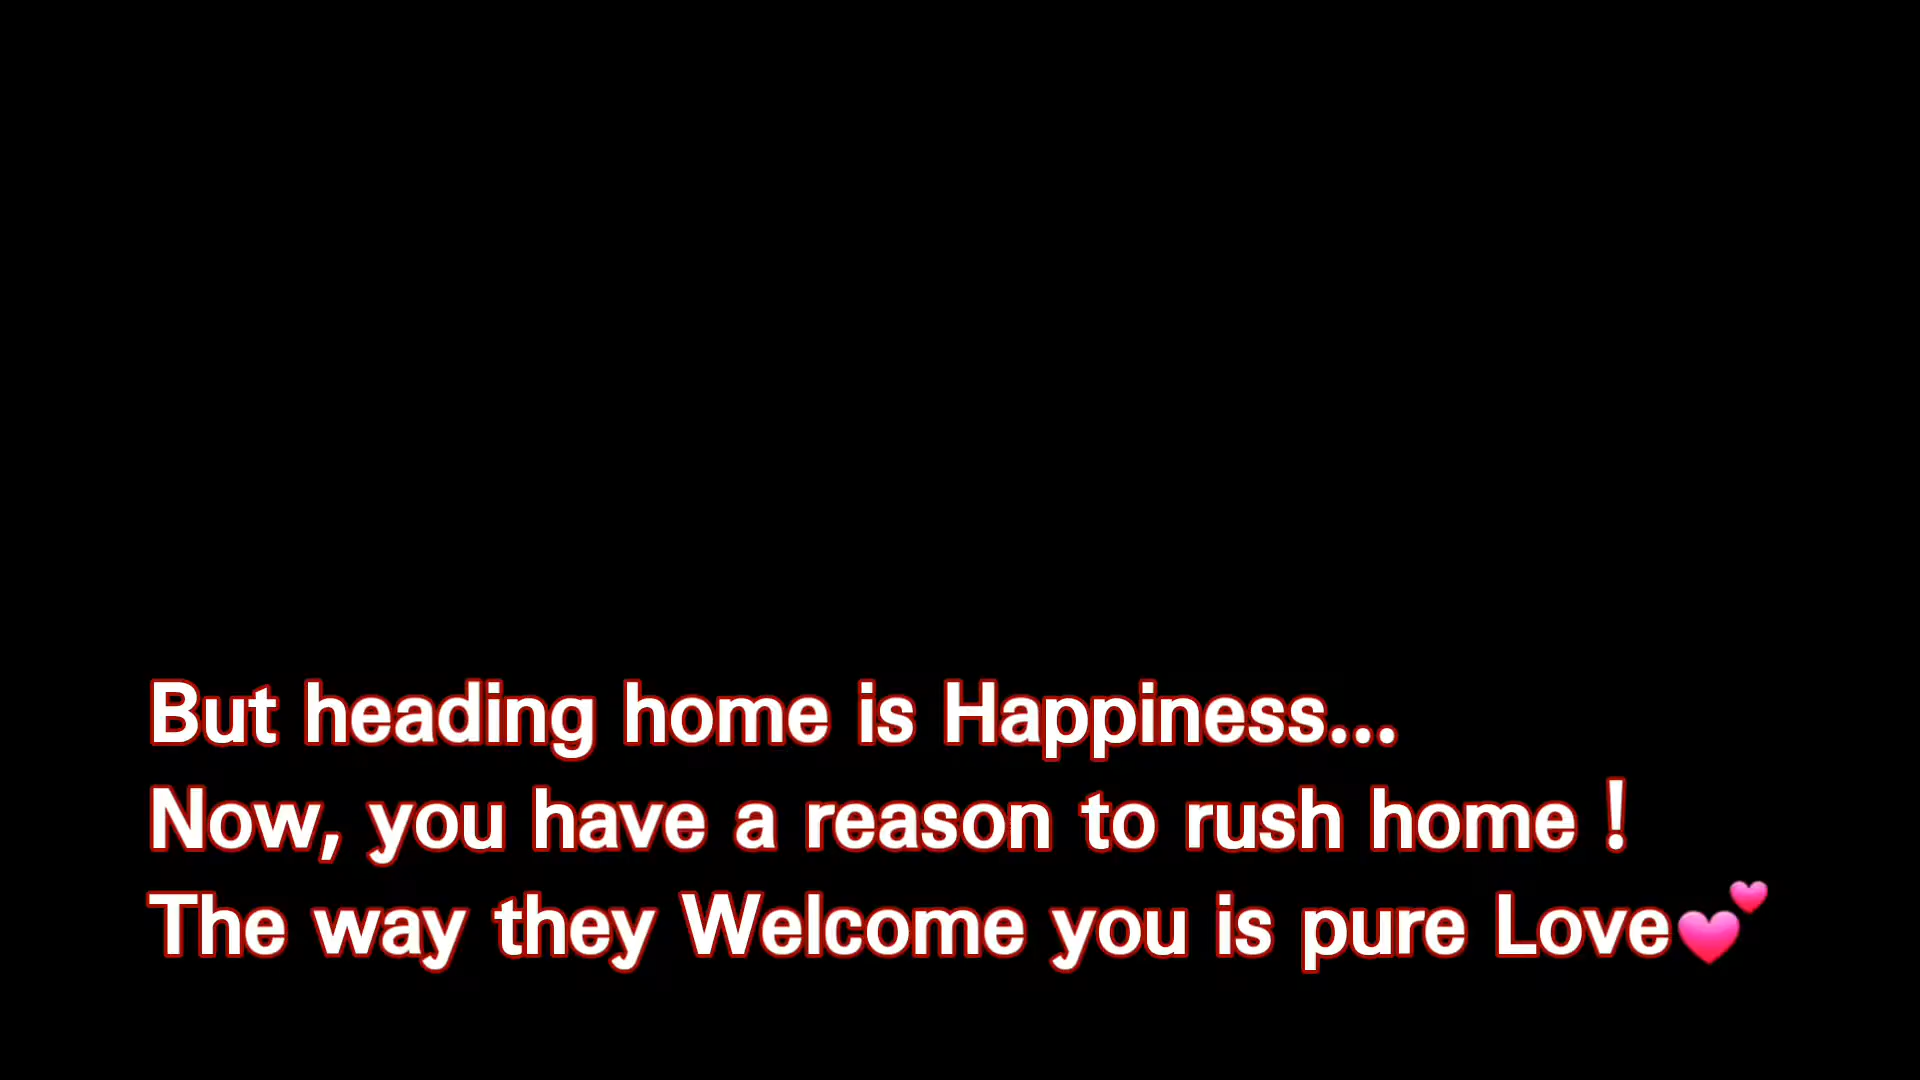 But heading home is Happiness...
Now, you have a reason to rush home !
The way they Welcome you is pure Love💕